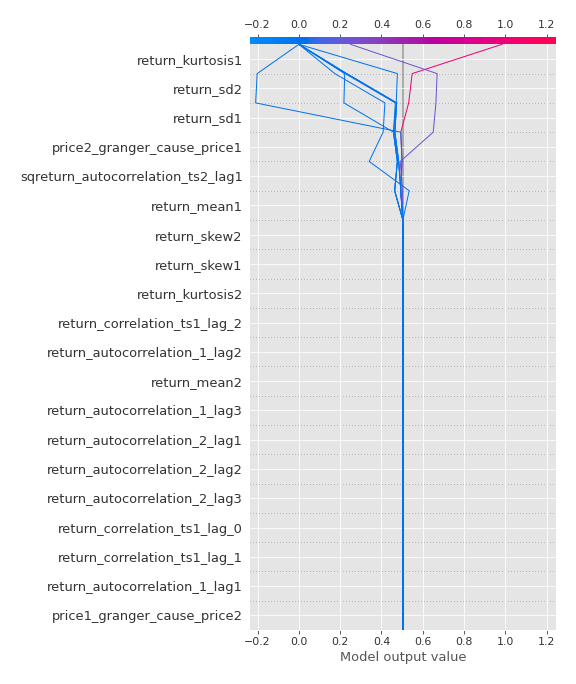 −0.2 0.0 0.2 0.4 0.6 0.8 1.0 1.2
return_kurtosis1
return_sd2
return_sd1
price2_granger_cause_price1
sqreturn_autocorrelation_ts2_lag1
return_mean1
return_skew2
return_skew1
return_kurtosis2
return_correlation_ts1_lag_2
return_autocorrelation_1_lag2
return_mean2
return_autocorrelation_1_lag3
return_autocorrelation_2_lag1
return_autocorrelation_2_lag2
return_autocorrelation_2_lag3
return_correlation_ts1_lag_0
return_correlation_ts1_lag_1
return_autocorrelation_1_lag1
price1_granger_cause_price2
−0.2 0.0 0.2 0.4 0.6 0.8 1.0 1.2
Model output value